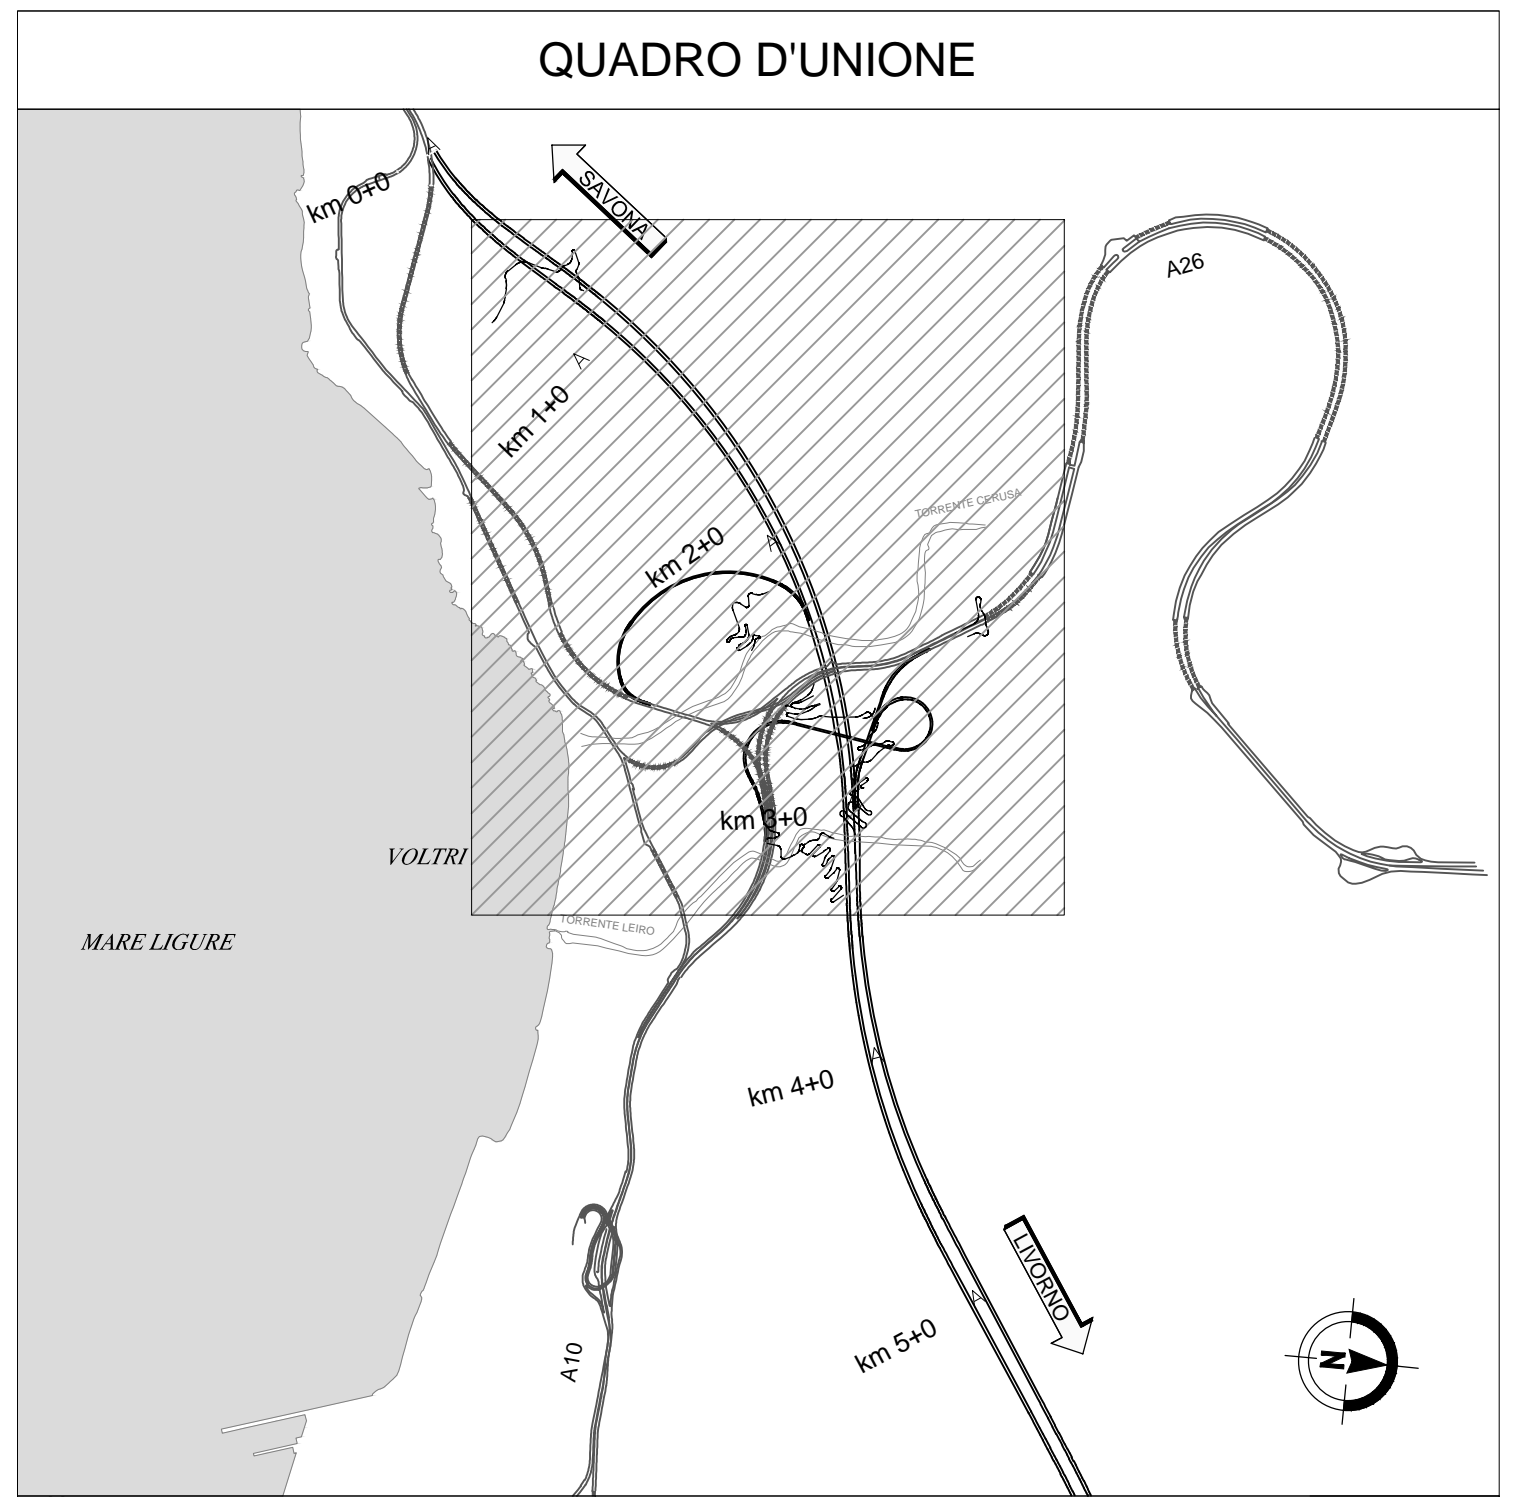 QUADRO D'UNIONE
SAVONA
km 0+0
A26
km 1+0
TORRENTE CERUSA
km 2+0
km 3+0
VOLTRI
TORRENTE LEIRO
MARE LIGURE
km 4+0
LIVORNO
km 5+0
A10
N